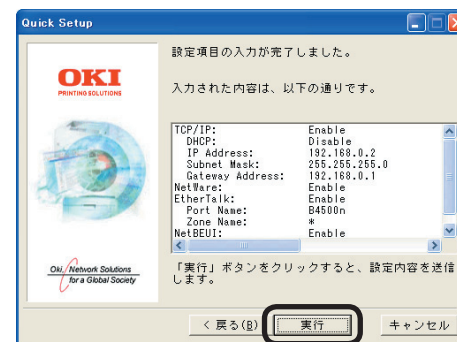 Quick Setup
OKI
PRINTING SOLUTIONS
Oki, Network Solutions
for a Global Society
設定項目の入力が完了しました。
入力された内容は、以下の通りです。
TCP/IP: Enable
DHCP: Disable
IP Address: 192.168.0.2
Subnet Mask: 255.255.255.0
Gateway Address: 192.168.0.1
NetWare: Enable
EtherTalk: Enable
Port Name: B4500n
Zone Name: *
NetBEUI: Enable
「実行」ボタンをクリックすると、設定内容を送信
します。
< 戻る(B)
実行
キャンセル